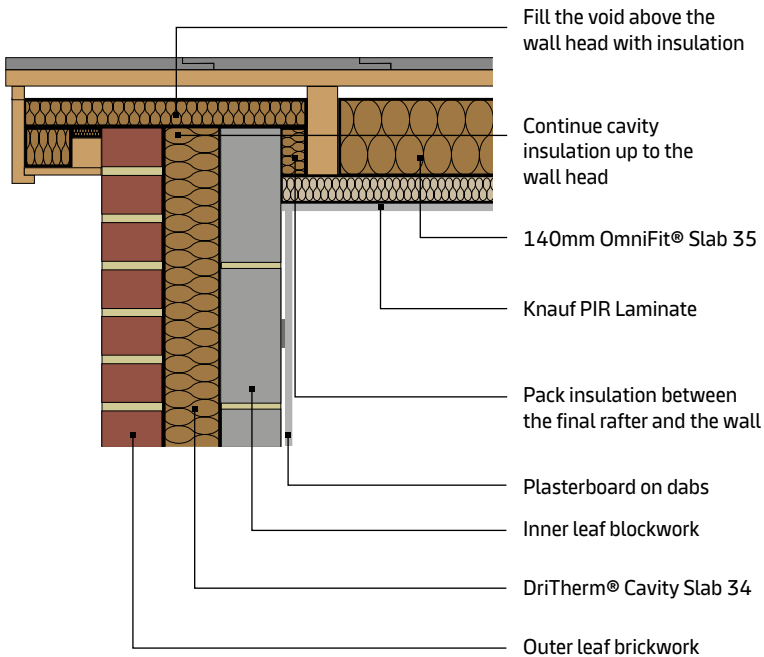 Fill the void above the
wall head with insulation
Continue cavity
insulation up to the
wall head
140mm OmniFit® Slab 35
Knauf PIR Laminate
Pack insulation between
the final rafter and the wall
Plasterboard on dabs
Inner leaf blockwork
DriTherm® Cavity Slab 34
Outer leaf brickwork